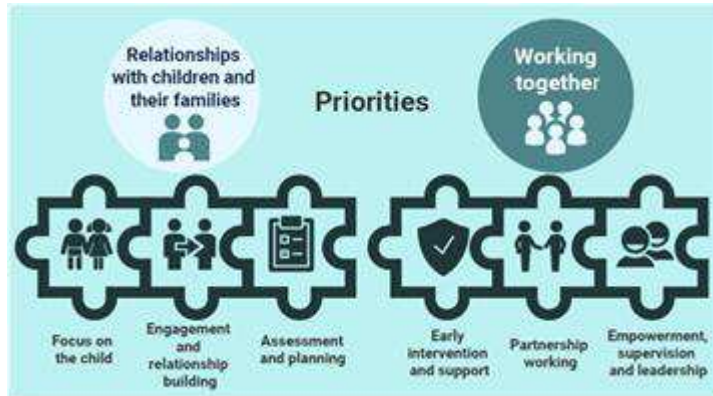 Relationships
with children and
their families
Priorities
Working
together
Focus on
the child
Engagement
and
relationship
building
Assessment
and planning
Early
intervention
and support
Partnership
working
Empowerment,
supervision
and leadership